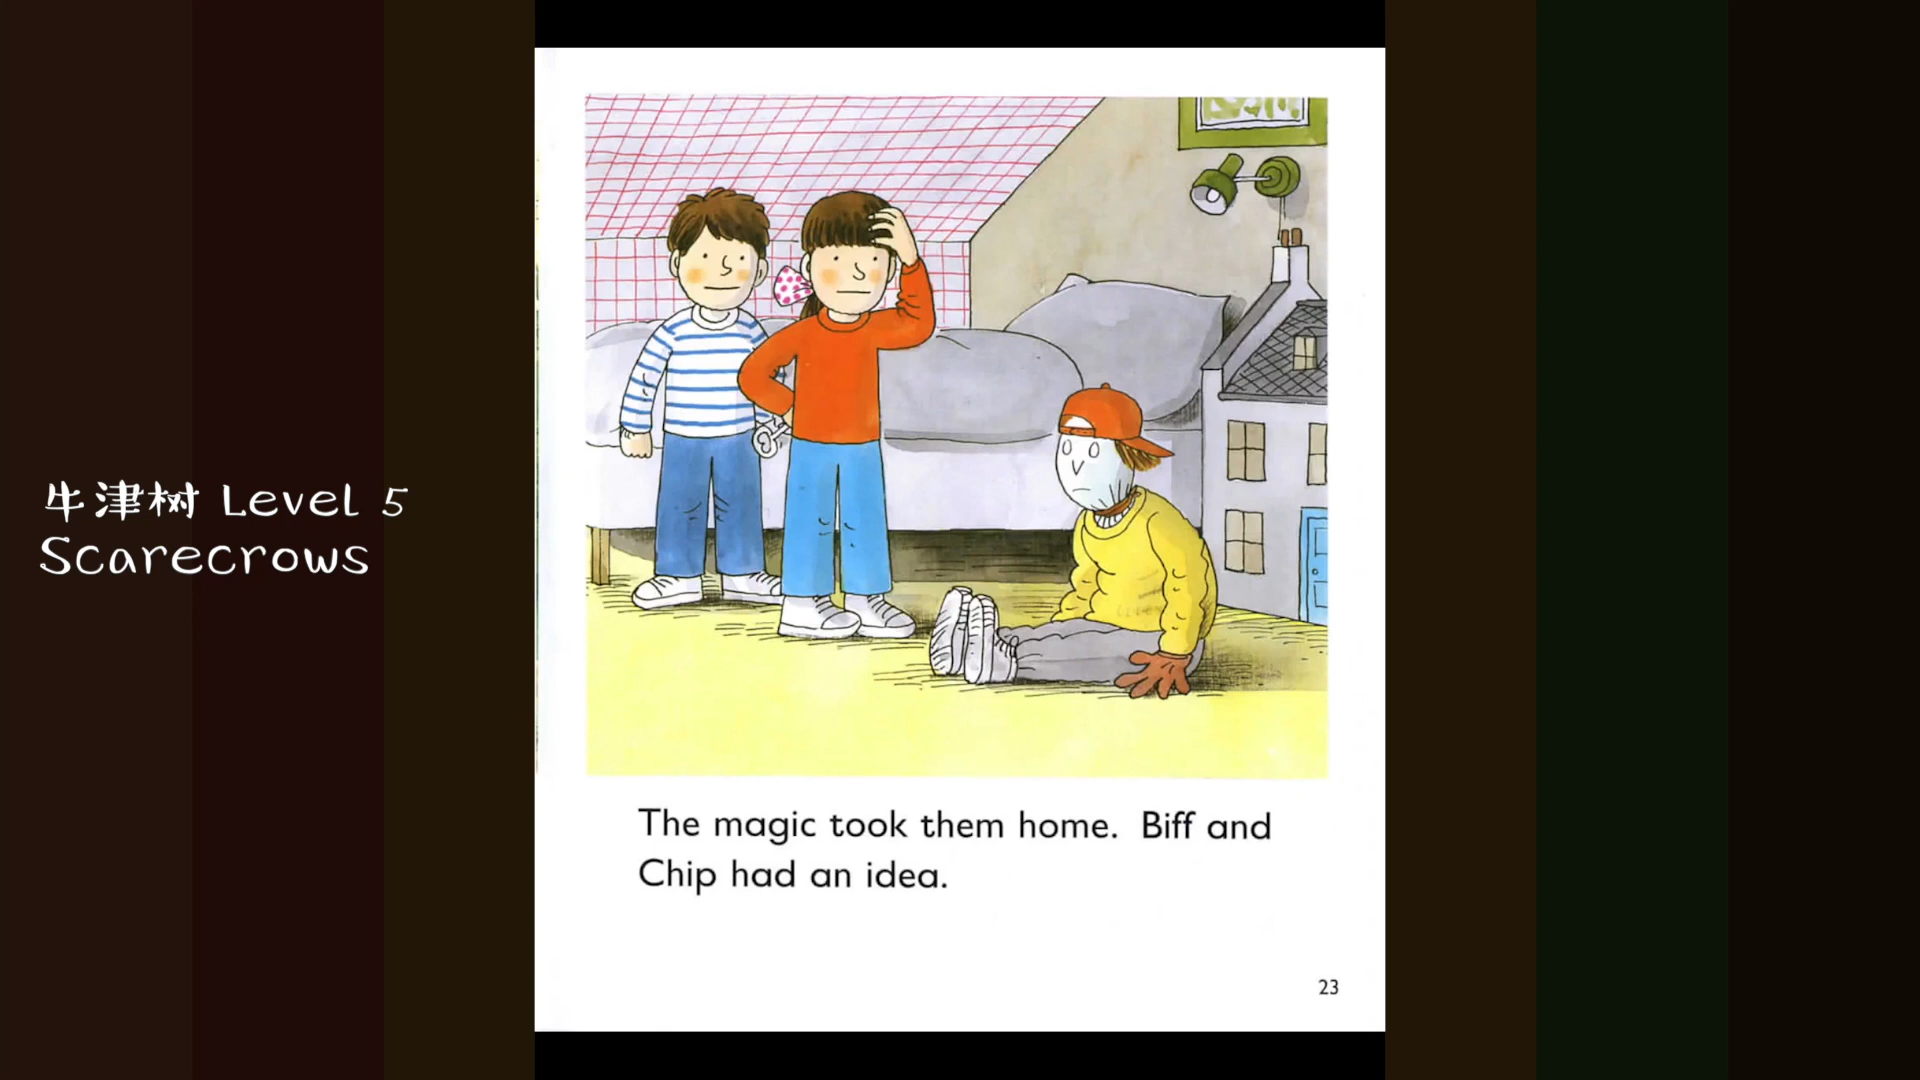 牛津树 Level 5
Scarecrows
The magic took them home. Biff and
Chip had an idea.
23